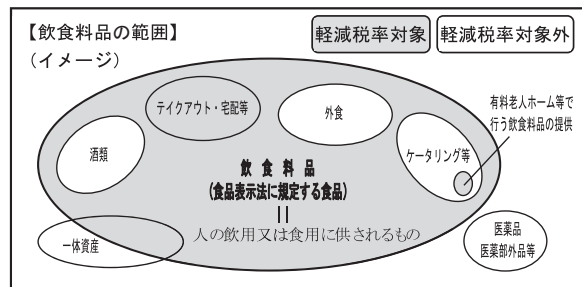 【飲食料品の範囲】
(イメージ)
軽減税率対象
軽減税率対象外
テイクアウト・宅配等
外食
有料老人ホーム等で
行う飲食料品の提供
酒類
ケータリング等
飲食料品
(食品表示法に規定する食品)
||
人の飲用又は食用に供されるもの
一体資産
医薬品
医薬部外品等